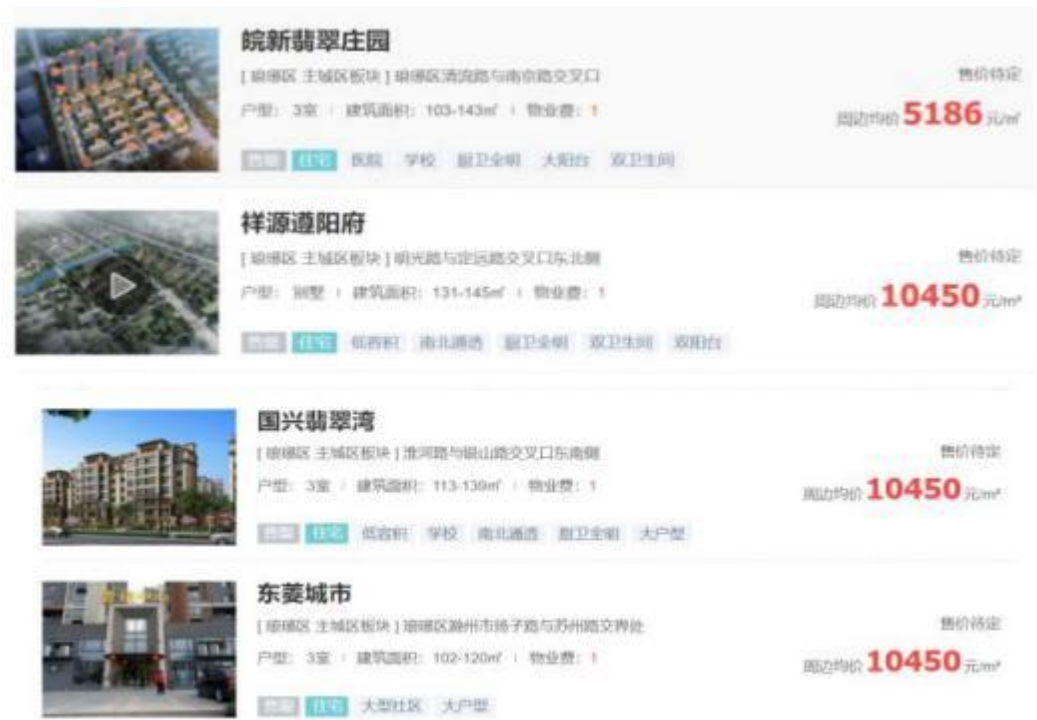 皖新翡翠庄园
[ 琅琊区 主城区板块 ] 琅琊区清流路与南京路交叉口
售价待定
户型: 3室 | 建筑面积: 103-143㎡ | 物业费: 1
周边均价 5186 元/㎡
住宅 医院 学校 厨卫全明 大阳台 双卫生间
祥源遵阳府
[ 琅琊区 主城区板块 ] 明光路与定远路交叉口东北侧
售价待定
户型: 别墅 | 建筑面积: 131-145㎡ | 物业费: 1
周边均价 10450 元/㎡
住宅 低容积 南北通透 厨卫全明 双卫生间 双阳台
国兴翡翠湾
[ 琅琊区 主城区板块 ] 淮河路与银山路交叉口东南侧
售价待定
户型: 3室 | 建筑面积: 113-139㎡ | 物业费: 1
周边均价 10450 元/㎡
住宅 低容积 学校 南北通透 厨卫全明 大户型
东菱城市
[ 琅琊区 主城区板块 ] 琅琊区滁州市扬子路与苏州路交界处
售价待定
户型: 3室 | 建筑面积: 102-120㎡ | 物业费: 1
周边均价 10450 元/㎡
住宅 大型社区 大户型